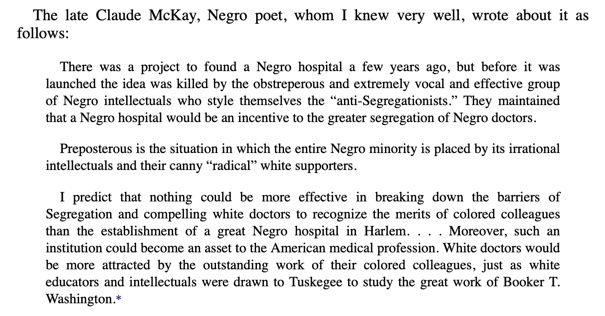 The late Claude McKay, Negro poet, whom I knew very well, wrote about it as
follows:
There was a project to found a Negro hospital a few years ago, but before it was
launched the idea was killed by the obstreperous and extremely vocal and effective group
of Negro intellectuals who style themselves the “anti-Segregationists.” They maintained
that a Negro hospital would be an incentive to the greater segregation of Negro doctors.
Preposterous is the situation in which the entire Negro minority is placed by its irrational
intellectuals and their canny “radical” white supporters.
I predict that nothing could be more effective in breaking down the barriers of
Segregation and compelling white doctors to recognize the merits of colored colleagues
than the establishment of a great Negro hospital in Harlem. . . . Moreover, such an
institution could become an asset to the American medical profession. White doctors would
be more attracted by the outstanding work of their colored colleagues, just as white
educators and intellectuals were drawn to Tuskegee to study the great work of Booker T.
Washington.*